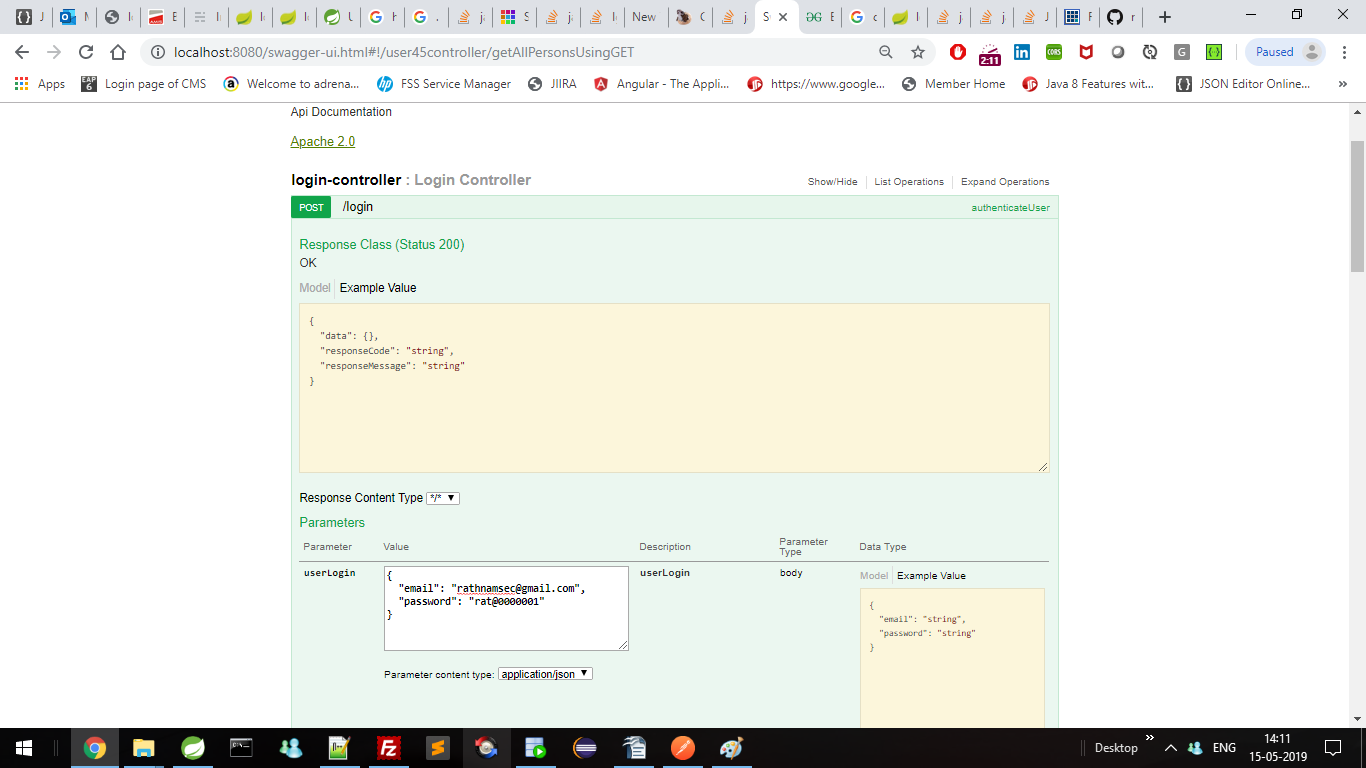 New
localhost:8080/swagger-ui.html#!/user45controller/getAllPersonsUsingGET
2:11
CORS
G
Paused
Apps
EAP 6
Login page of CMS
Welcome to adrena...
FSS Service Manager
JIIRA
Angular - The Appli...
https://www.google...
Member Home
Java 8 Features wit...
JSON Editor Online...
»
Api Documentation
Apache 2.0
login-controller : Login Controller
Show/Hide
List Operations
Expand Operations
POST
/login
authenticateUser
Response Class (Status 200)
OK
Model
Example Value
{
"data": {},
"responseCode": "string",
"responseMessage": "string"
}
Response Content Type */*
Parameters
Parameter
Value
Description
Parameter Type
Data Type
userLogin
{
"email": "rathnamsec@gmail.com",
"password": "rat@0000001"
}
Parameter content type: application/json
userLogin
body
Model
Example Value
{
"email": "string",
"password": "string"
}
Desktop
»
ENG
14:11
15-05-2019